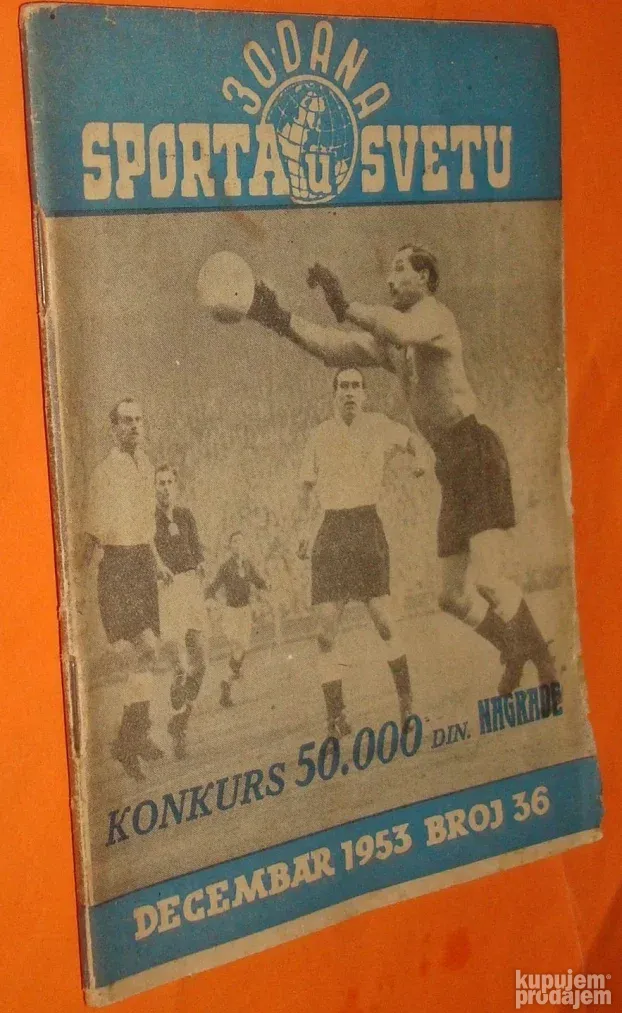 30 DANA
SPORTA u SVETU
KONKURS 50.000 DIN. NAGRADE
DECEMBAR 1953 BROJ 36
kupujem
prodajem